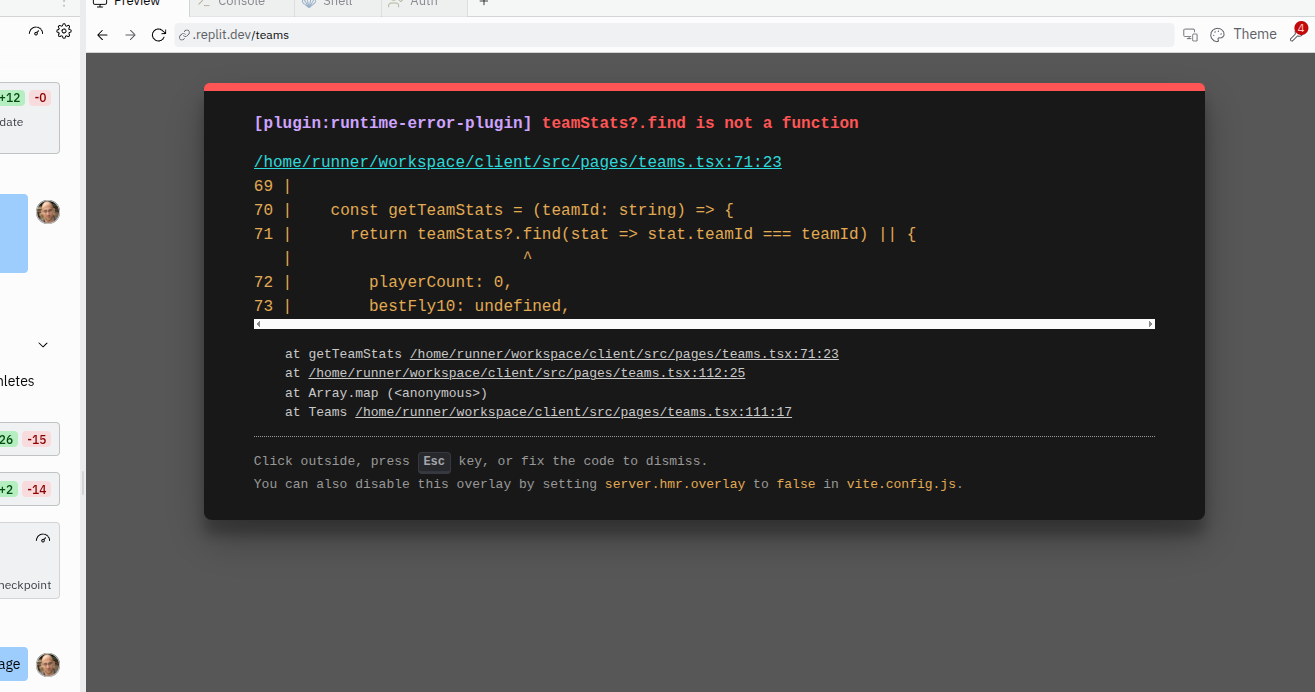 Preview
Console
Shell
Auth
+
.replit.dev/teams
Theme
4
+12 -0
date
hletes
26 -15
+2 -14
heckpoint
age
[plugin:runtime-error-plugin] teamStats?.find is not a function
/home/runner/workspace/client/src/pages/teams.tsx:71:23
69 |
70 |    const getTeamStats = (teamId: string) => {
71 |      return teamStats?.find(stat => stat.teamId === teamId) || {
   |                        ^
72 |        playerCount: 0,
73 |        bestFly10: undefined,
at getTeamStats /home/runner/workspace/client/src/pages/teams.tsx:71:23
at /home/runner/workspace/client/src/pages/teams.tsx:112:25
at Array.map (<anonymous>)
at Teams /home/runner/workspace/client/src/pages/teams.tsx:111:17
Click outside, press Esc key, or fix the code to dismiss.
You can also disable this overlay by setting server.hmr.overlay to false in vite.config.js.